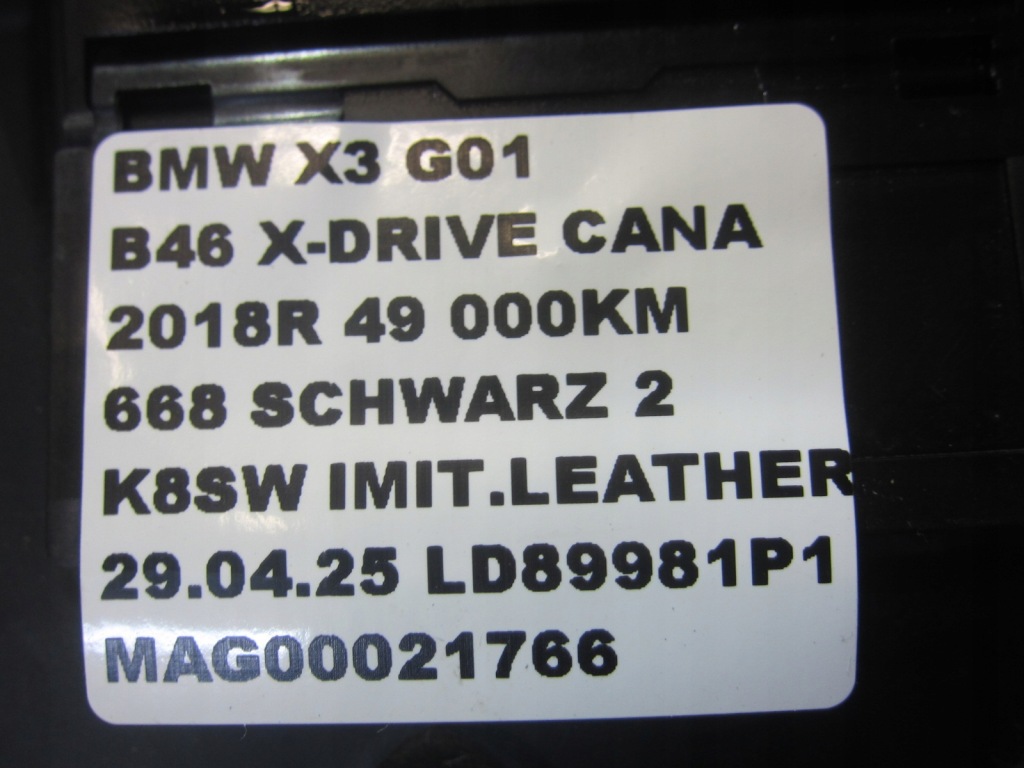 BMW X3 G01
B46 X-DRIVE CANA
2018R 49 000KM
668 SCHWARZ 2
K8SW IMIT.LEATHER
29.04.25 LD89981P1
MAG00021766